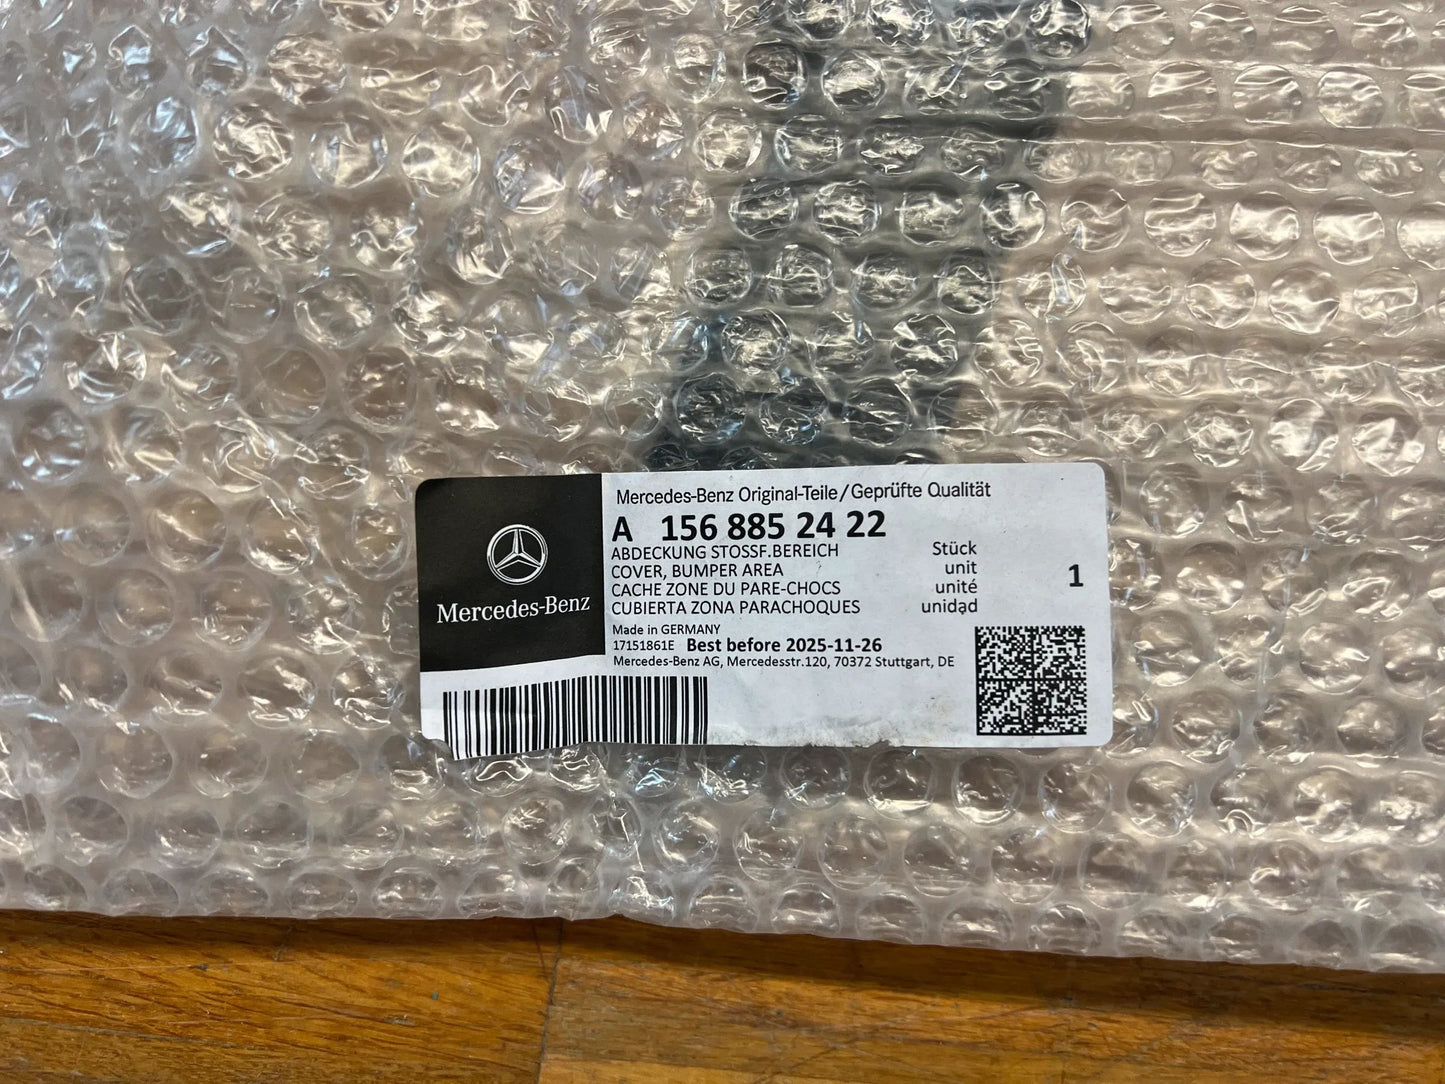 Mercedes-Benz Original-Teile/Geprüfte Qualität
A 156 885 24 22
ABDECKUNG STOSSF.BEREICH Stück
COVER, BUMPER AREA unit
CACHE ZONE DU PARE-CHOCS unité
CUBIERTA ZONA PARACHOQUES unidad
1
Mercedes-Benz
Made in GERMANY
17151861E Best before 2025-11-26
Mercedes-Benz AG, Mercedesstr.120, 70372 Stuttgart, DE